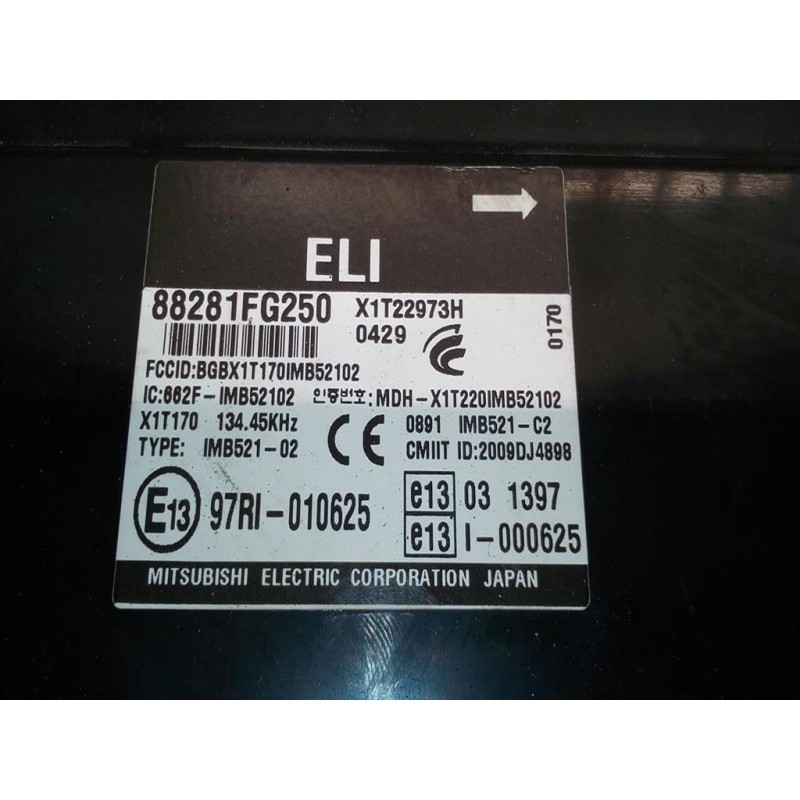 ELI
88281FG250 X1T22973H
0429
0170
FCCID:BGBX1T170IMB52102
IC:662F-IMB52102 인증번호:MDH-X1T220IMB52102
X1T170 134.45KHz CE 0891 IMB521-C2
TYPE: IMB521-02 CMIIT ID:2009DJ4898
E13 97RI-010625 e13 03 1397
e13 I-000625
MITSUBISHI ELECTRIC CORPORATION JAPAN